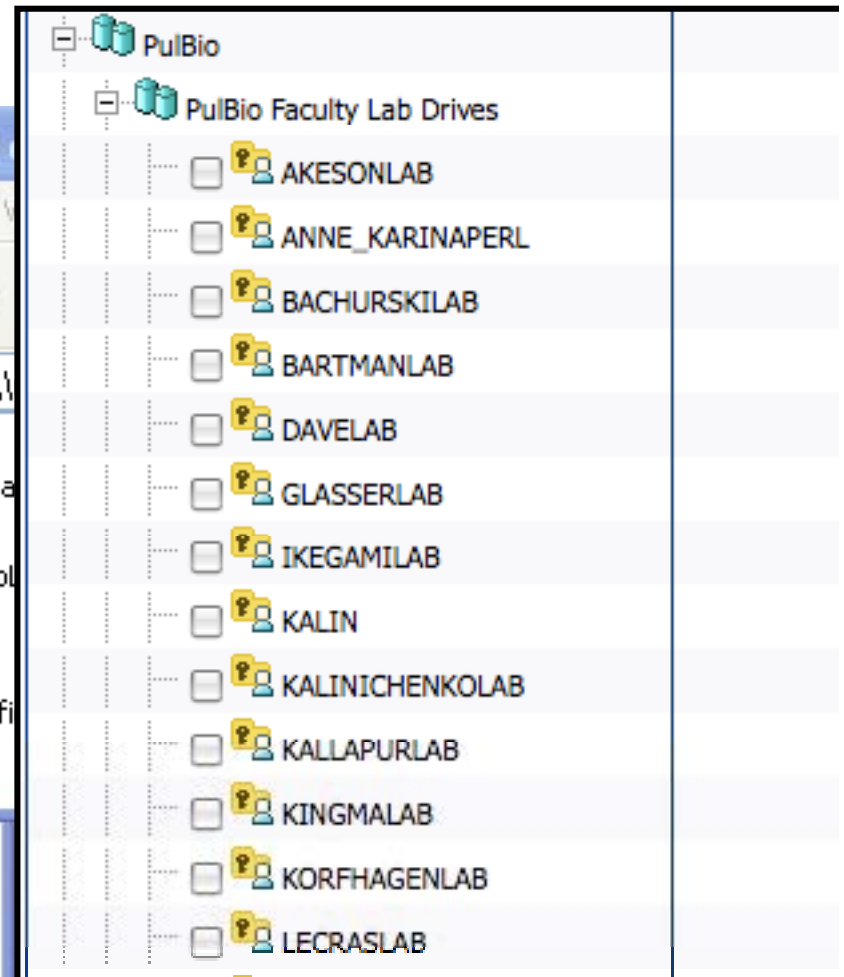 PulBio
PulBio Faculty Lab Drives
AKESONLAB
ANNE_KARINAPERL
BACHURSKILAB
BARTMANLAB
DAVELAB
GLASSERLAB
IKEGAMILAB
KALIN
KALINICHENKOLAB
KALLAPURLAB
KINGMALAB
KORFHAGENLAB
LECRASLAB